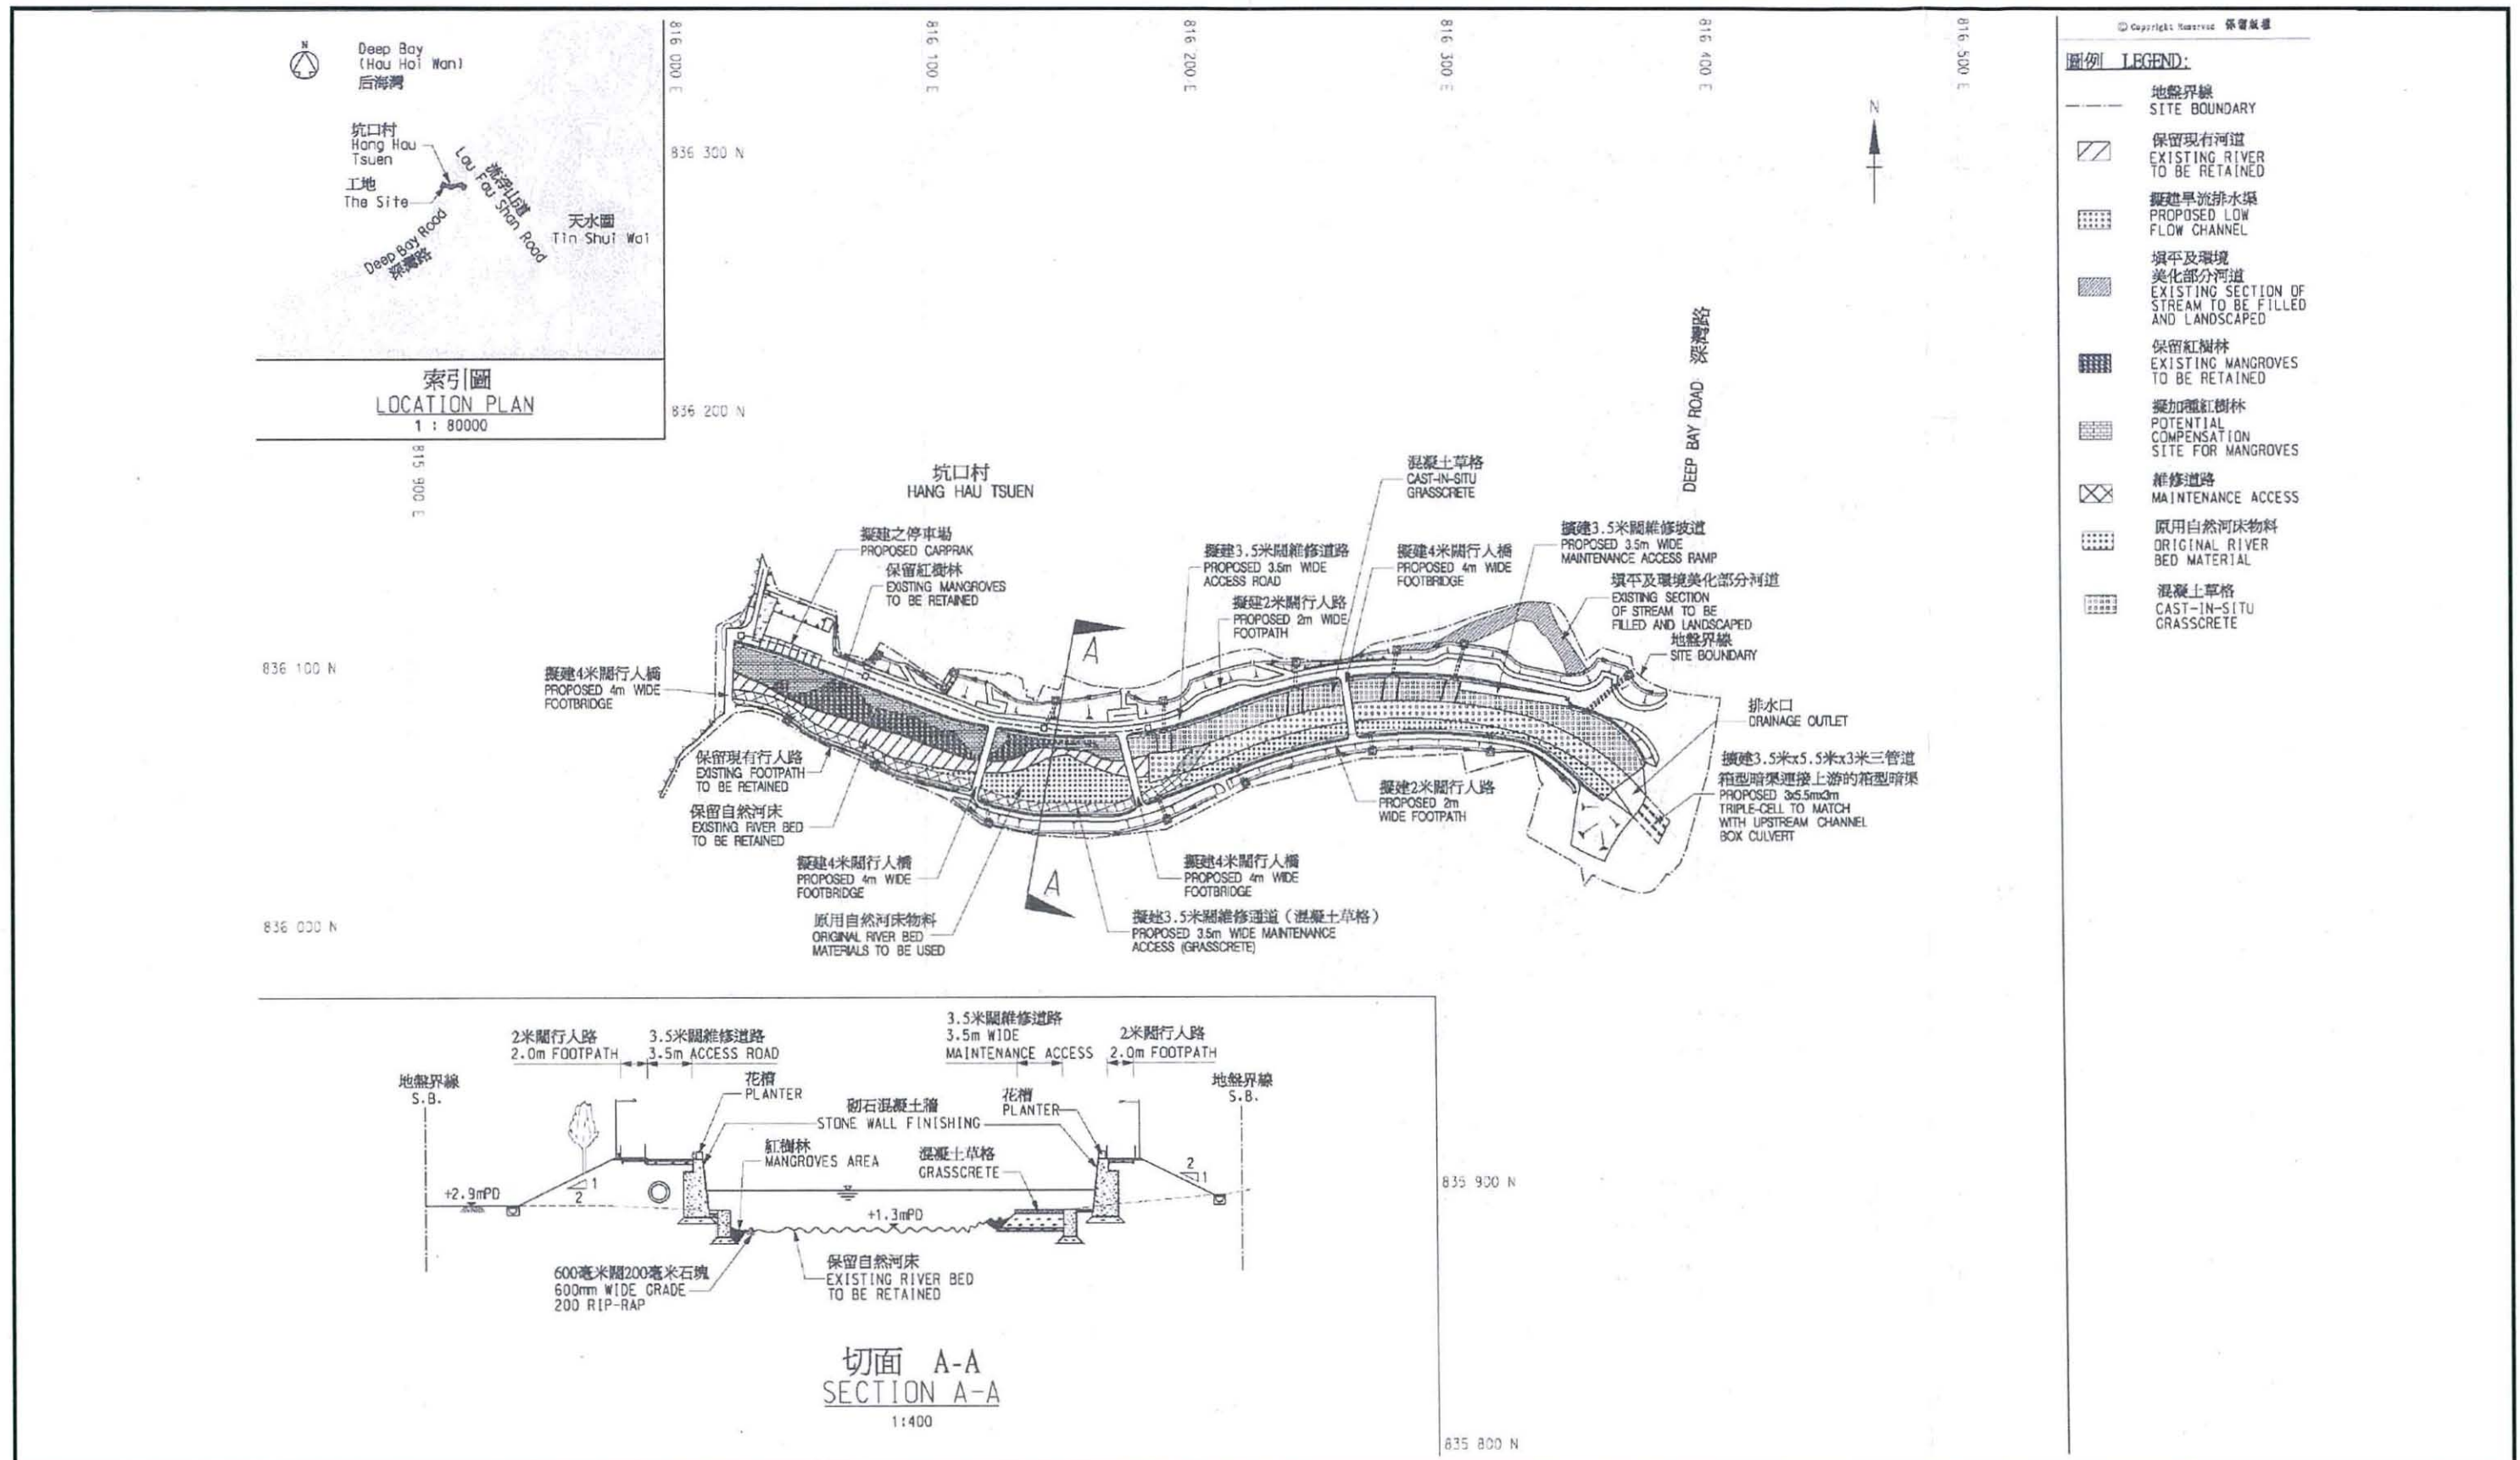 N
Deep Bay
(Hau Hoi Wan)
后海灣
坑口村
Hang Hau
Tsuen
工地
The Site
流浮山道
Lau Fau Shan Road
天水圍
Tin Shui Wai
Deep Bay Road
深灣路
索引圖
LOCATION PLAN
1 : 80000
816 000 E
816 100 E
816 200 E
816 300 E
816 400 E
816 500 E
815 900 E
836 300 N
836 200 N
836 100 N
836 000 N
835 900 N
835 800 N
N
坑口村
HANG HAU TSUEN
DEEP BAY ROAD 深灣路
混凝土草格
CAST-IN-SITU
GRASSCRETE
擬建之停車場
PROPOSED CARPRAK
保留紅樹林
EXISTING MANGROVES
TO BE RETAINED
擬建3.5米闊維修道路
PROPOSED 3.5m WIDE
ACCESS ROAD
擬建2米闊行人路
PROPOSED 2m WIDE
FOOTPATH
擬建4米闊行人橋
PROPOSED 4m WIDE
FOOTBRIDGE
擴建3.5米闊維修坡道
PROPOSED 3.5m WIDE
MAINTENANCE ACCESS RAMP
填平及環境美化部分河道
EXISTING SECTION
OF STREAM TO BE
FILLED AND LANDSCAPED
地盤界線
SITE BOUNDARY
擬建4米闊行人橋
PROPOSED 4m WIDE
FOOTBRIDGE
A
排水口
DRAINAGE OUTLET
擴建3.5米x5.5米x3米三管道
箱型暗渠連接上游的箱型暗渠
PROPOSED 3x5.5mx3m
TRIPLE-CELL TO MATCH
WITH UPSTREAM CHANNEL
BOX CULVERT
保留現有行人路
EXISTING FOOTPATH
TO BE RETAINED
保留自然河床
EXISTING RIVER BED
TO BE RETAINED
擬建4米闊行人橋
PROPOSED 4m WIDE
FOOTBRIDGE
原用自然河床物料
ORIGINAL RIVER BED
MATERIALS TO BE USED
A
擬建4米闊行人橋
PROPOSED 4m WIDE
FOOTBRIDGE
擬建3.5米闊維修通道(混凝土草格)
PROPOSED 3.5m WIDE MAINTENANCE
ACCESS (GRASSCRETE)
擬建2米闊行人路
PROPOSED 2m
WIDE FOOTPATH
2米闊行人路
2.0m FOOTPATH
3.5米闊維修道路
3.5m ACCESS ROAD
3.5米闊維修道路
3.5m WIDE
MAINTENANCE ACCESS
2米闊行人路
2.0m FOOTPATH
地盤界線
S.B.
花槽
PLANTER
砌石混凝土牆
STONE WALL FINISHING
花槽
PLANTER
地盤界線
S.B.
紅樹林
MANGROVES AREA
混凝土草格
GRASSCRETE
+2.9mPD
1
2
2
1
+1.3mPD
600毫米闊200毫米石塊
600mm WIDE GRADE
200 RIP-RAP
保留自然河床
EXISTING RIVER BED
TO BE RETAINED
切面 A-A
SECTION A-A
1:400
© Copyright Reserved 保留版權
圖例 LEGEND:
地盤界線
SITE BOUNDARY
保留現有河道
EXISTING RIVER
TO BE RETAINED
擬建旱流排水渠
PROPOSED LOW
FLOW CHANNEL
填平及環境
美化部分河道
EXISTING SECTION OF
STREAM TO BE FILLED
AND LANDSCAPED
保留紅樹林
EXISTING MANGROVES
TO BE RETAINED
擬加種紅樹林
POTENTIAL
COMPENSATION
SITE FOR MANGROVES
維修道路
MAINTENANCE ACCESS
原用自然河床物料
ORIGINAL RIVER
BED MATERIAL
混凝土草格
CAST-IN-SITU
GRASSCRETE